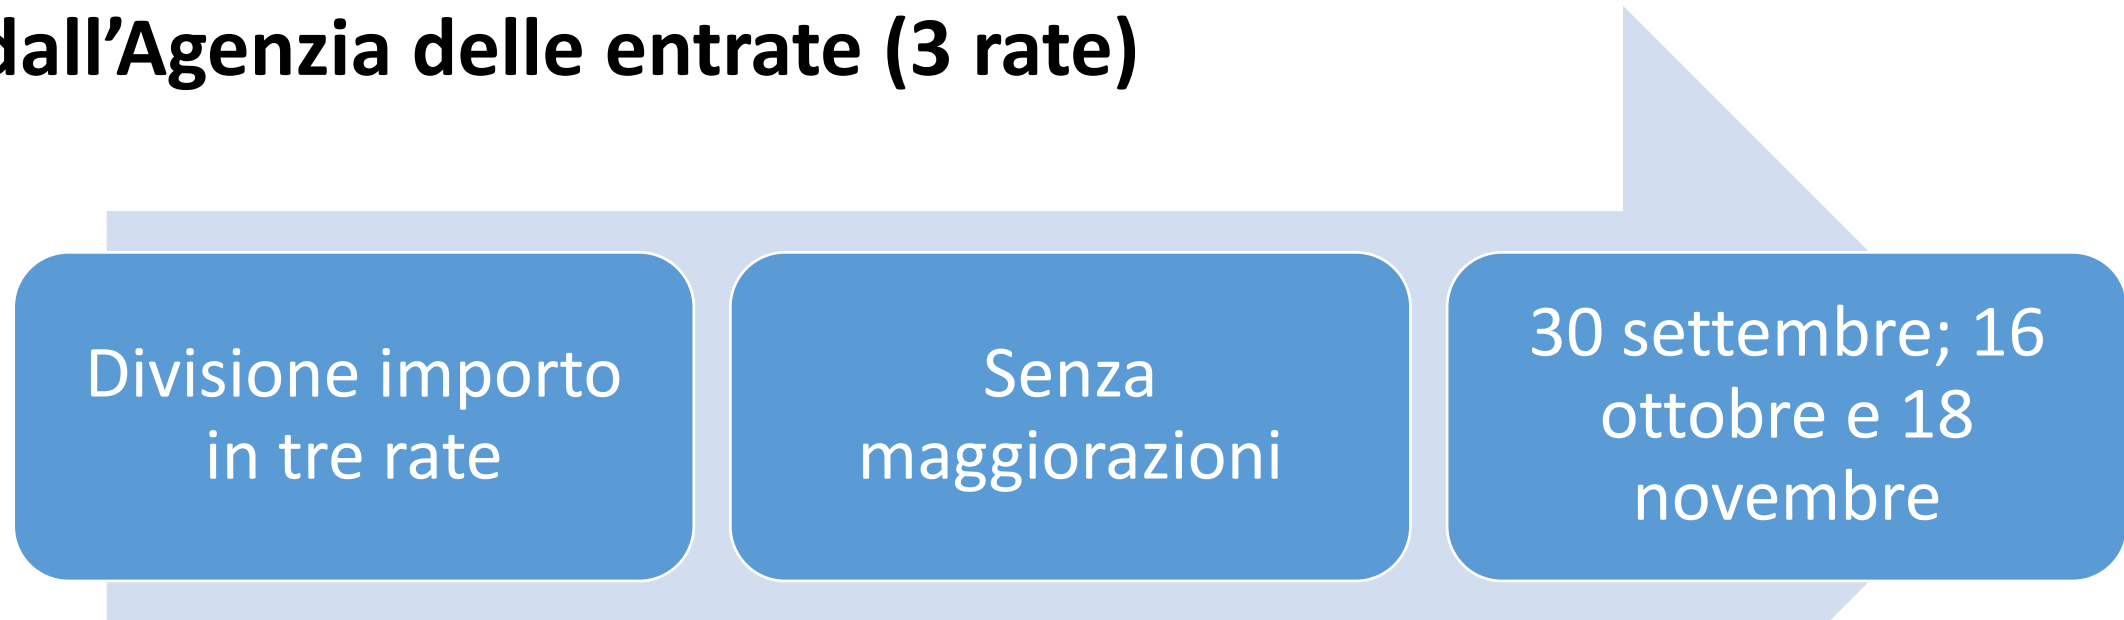 dall’Agenzia delle entrate (3 rate)
Divisione importo
in tre rate
Senza
maggiorazioni
30 settembre; 16
ottobre e 18
novembre